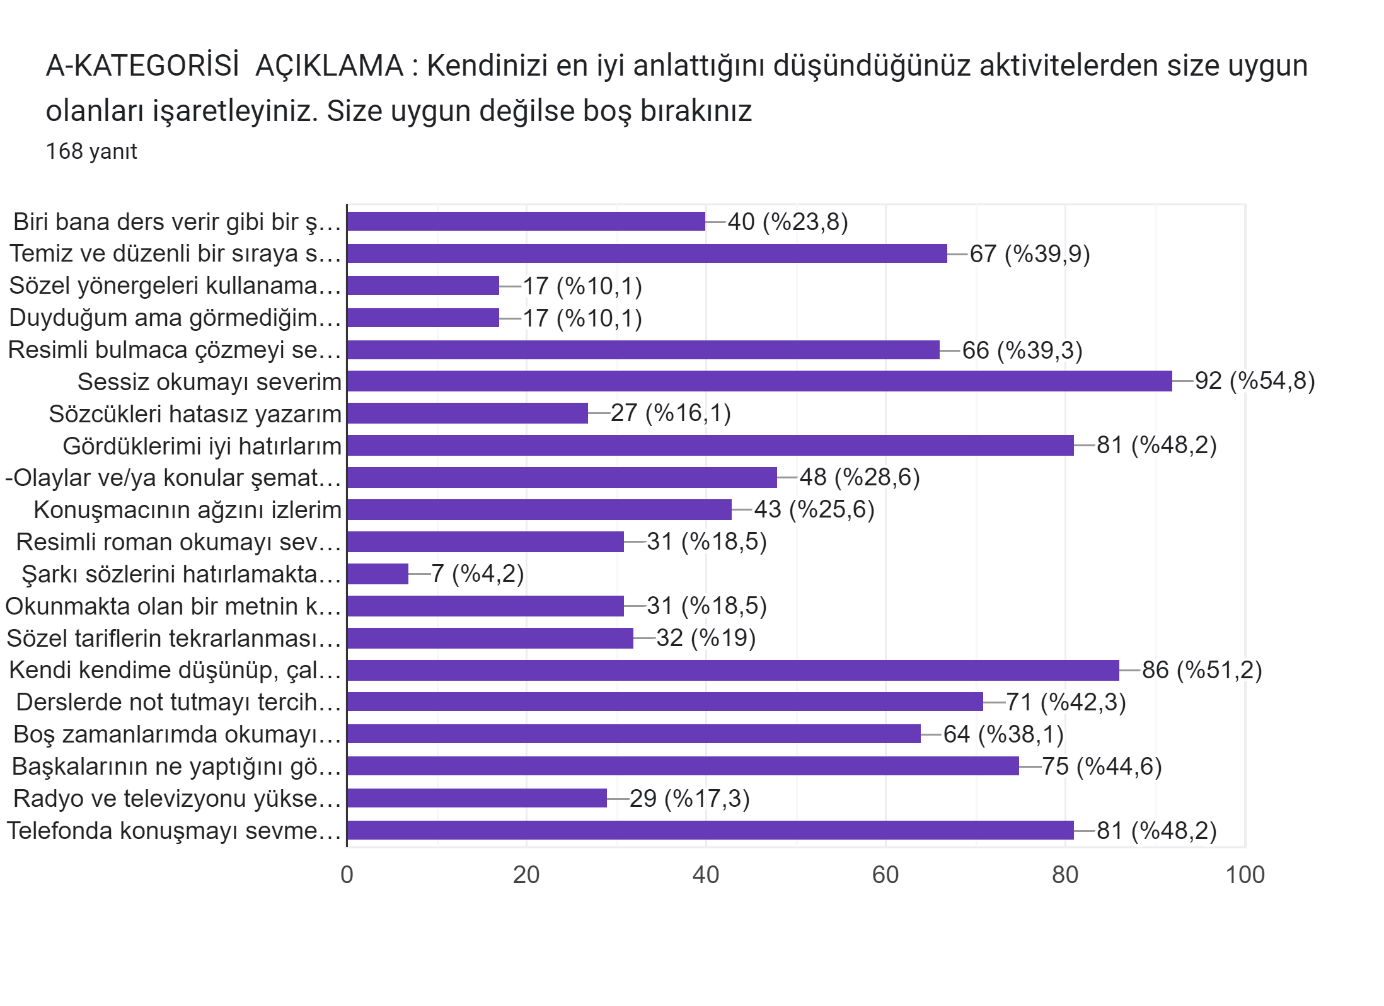 A-KATEGORİSİ  AÇIKLAMA : Kendinizi en iyi anlattığını düşündüğünüz aktivitelerden size uygun
olanları işaretleyiniz. Size uygun değilse boş bırakınız
168 yanıt
Biri bana ders verir gibi bir ş… 40 (%23,8)
Temiz ve düzenli bir sıraya s… 67 (%39,9)
Sözel yönergeleri kullanama… 17 (%10,1)
Duyduğum ama görmediğim… 17 (%10,1)
Resimli bulmaca çözmeyi se… 66 (%39,3)
Sessiz okumayı severim 92 (%54,8)
Sözcükleri hatasız yazarım 27 (%16,1)
Gördüklerimi iyi hatırlarım 81 (%48,2)
-Olaylar ve/ya konular şemat… 48 (%28,6)
Konuşmacının ağzını izlerim 43 (%25,6)
Resimli roman okumayı sev… 31 (%18,5)
Şarkı sözlerini hatırlamakta… 7 (%4,2)
Okunmakta olan bir metnin k… 31 (%18,5)
Sözel tariflerin tekrarlanması… 32 (%19)
Kendi kendime düşünüp, çal… 86 (%51,2)
Derslerde not tutmayı tercih… 71 (%42,3)
Boş zamanlarımda okumayı… 64 (%38,1)
Başkalarının ne yaptığını gö… 75 (%44,6)
Radyo ve televizyonu yükse… 29 (%17,3)
Telefonda konuşmayı sevme… 81 (%48,2)
0 20 40 60 80 100